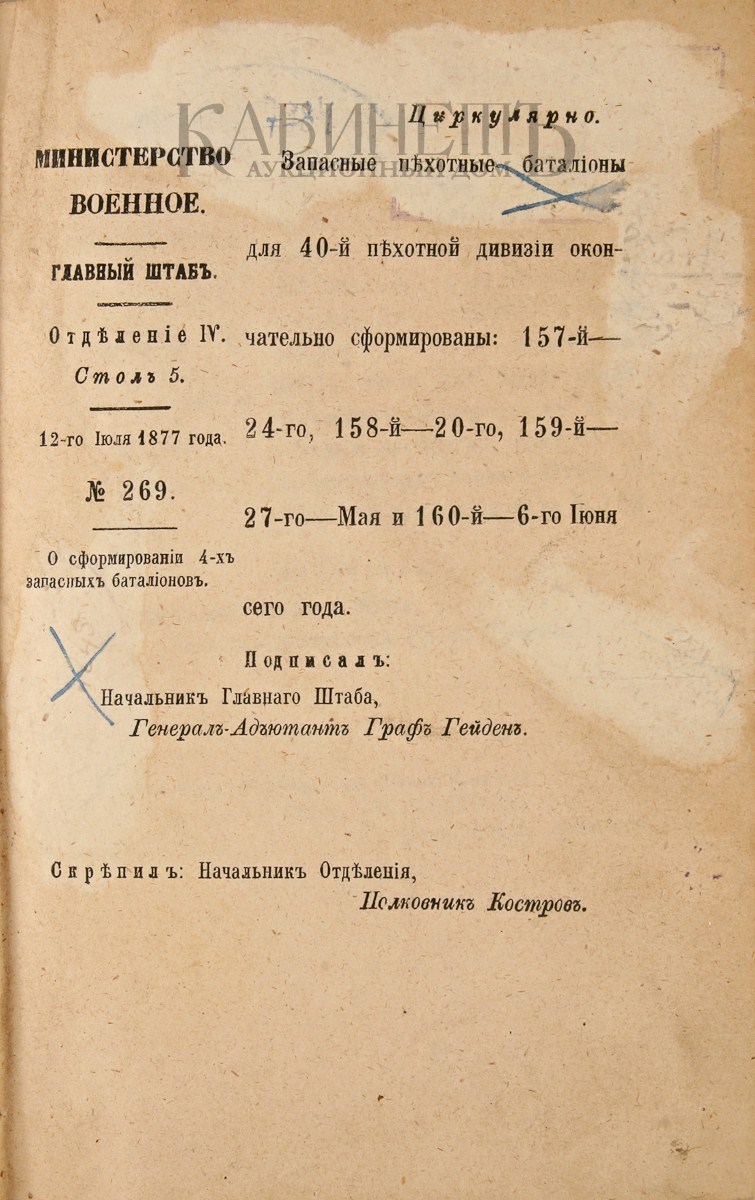 КАБИНЕТЪ
АУКЦИОННЫЙ ДОМ
Циркулярно.
МИНИСТЕРСТВО
ВОЕННОЕ.
ГЛАВНЫЙ ШТАБЪ.
Отдѣленіе IV.
Столъ 5.
12-го Іюля 1877 года.
№ 269.
О сформированіи 4-хъ
запасныхъ баталіоновъ.
Запасные пѣхотные баталіоны
для 40-й пѣхотной дивизіи окон-
чательно сформированы: 157-й—
24-го, 158-й—20-го, 159-й—
27-го—Мая и 160-й—6-го Іюня
сего года.
Подписалъ:
Начальникъ Главнаго Штаба,
Генералъ-Адъютантъ Графъ Гейденъ.
Скрѣпилъ: Начальникъ Отдѣленія,
Полковникъ Костровъ.